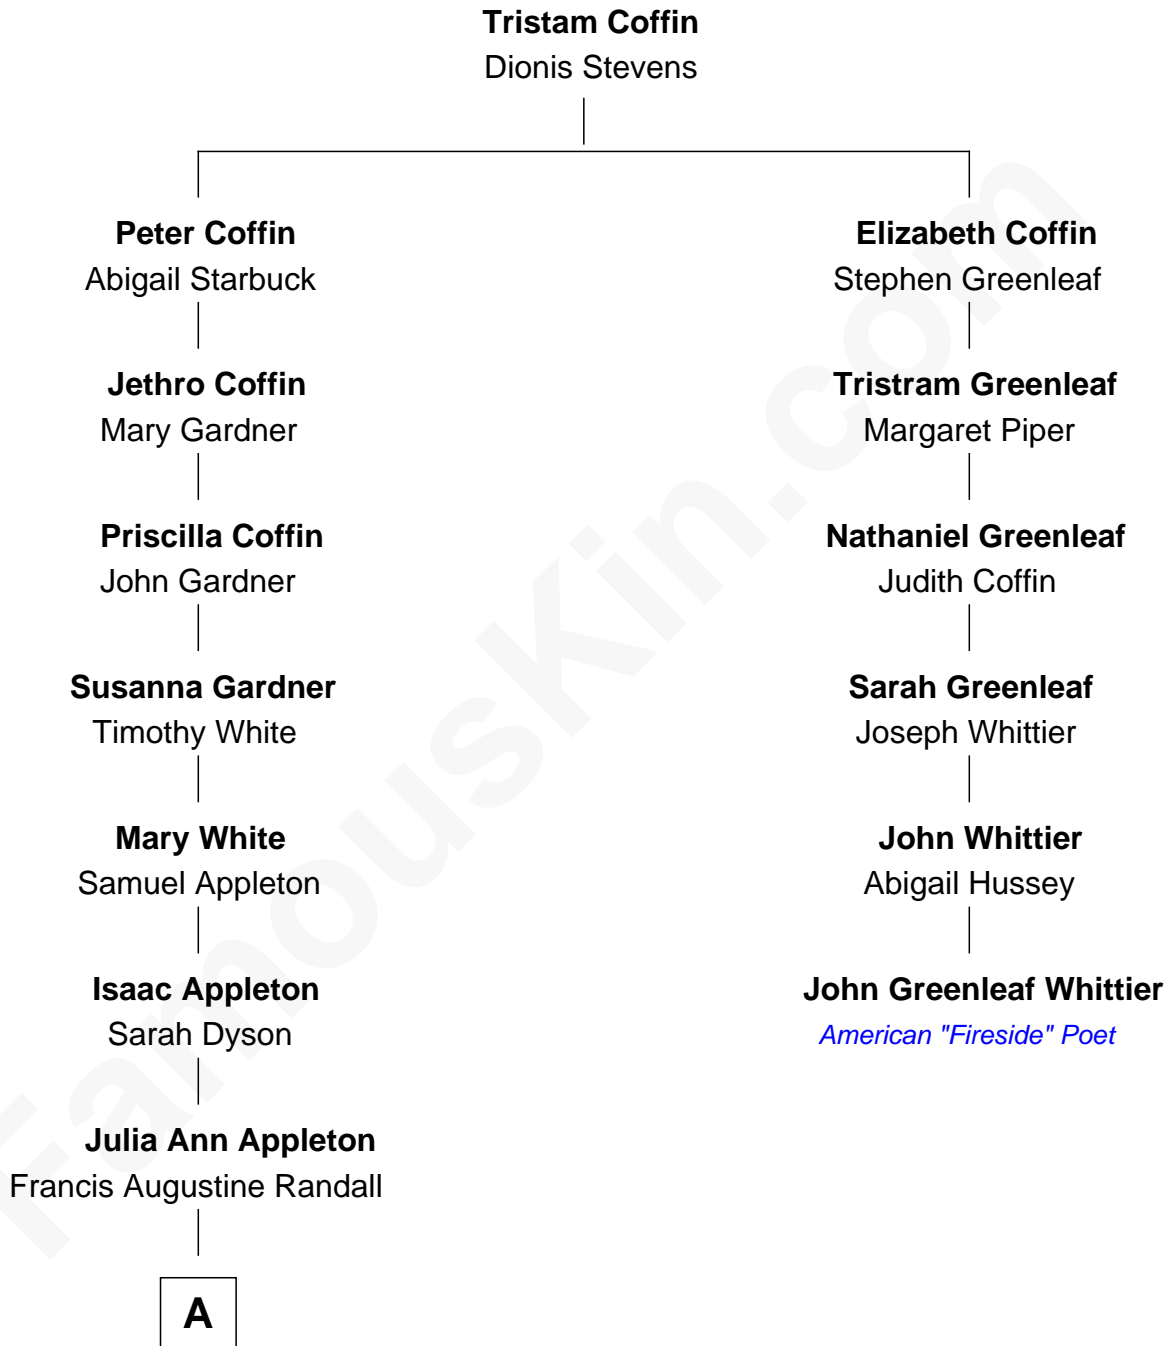 Tristam Coffin
Dionis Stevens
Peter Coffin
Abigail Starbuck
Jethro Coffin
Mary Gardner
Priscilla Coffin
John Gardner
Susanna Gardner
Timothy White
Mary White
Samuel Appleton
Isaac Appleton
Sarah Dyson
Julia Ann Appleton
Francis Augustine Randall
A
Elizabeth Coffin
Stephen Greenleaf
Tristram Greenleaf
Margaret Piper
Nathaniel Greenleaf
Judith Coffin
Sarah Greenleaf
Joseph Whittier
John Whittier
Abigail Hussey
John Greenleaf Whittier
American "Fireside" Poet
FamousKin.com